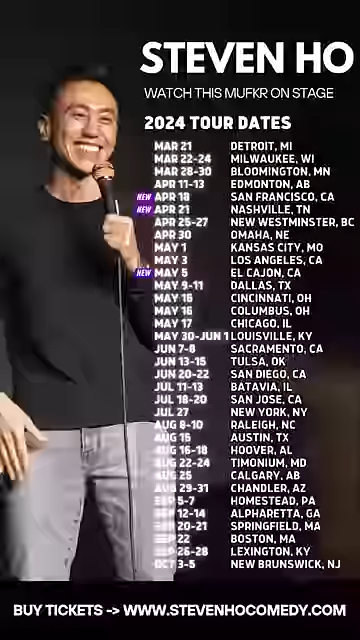 STEVEN HO
WATCH THIS MUFKR ON STAGE
2024 TOUR DATES
MAR 21 DETROIT, MI
MAR 22-24 MILWAUKEE, WI
MAR 28-30 BLOOMINGTON, MN
APR 11-13 EDMONTON, AB
NEW APR 18 SAN FRANCISCO, CA
NEW APR 21 NASHVILLE, TN
APR 25-27 NEW WESTMINSTER, BC
APR 30 OMAHA, NE
MAY 1 KANSAS CITY, MO
MAY 3 LOS ANGELES, CA
NEW MAY 5 EL CAJON, CA
MAY 9-11 DALLAS, TX
MAY 15 CINCINNATI, OH
MAY 16 COLUMBUS, OH
MAY 17 CHICAGO, IL
MAY 30-JUN 1 LOUISVILLE, KY
JUN 7-8 SACRAMENTO, CA
JUN 13-15 TULSA, OK
JUN 20-22 SAN DIEGO, CA
JUL 11-13 BATAVIA, IL
JUL 18-20 SAN JOSE, CA
JUL 27 NEW YORK, NY
AUG 8-10 RALEIGH, NC
AUG 15 AUSTIN, TX
AUG 16-18 HOOVER, AL
AUG 22-24 TIMONIUM, MD
AUG 25 CALGARY, AB
AUG 29-31 CHANDLER, AZ
SEP 5-7 HOMESTEAD, PA
SEP 12-14 ALPHARETTA, GA
SEP 20-21 SPRINGFIELD, MA
SEP 22 BOSTON, MA
SEP 26-28 LEXINGTON, KY
OCT 3-5 NEW BRUNSWICK, NJ
BUY TICKETS -> WWW.STEVENHOCOMEDY.COM